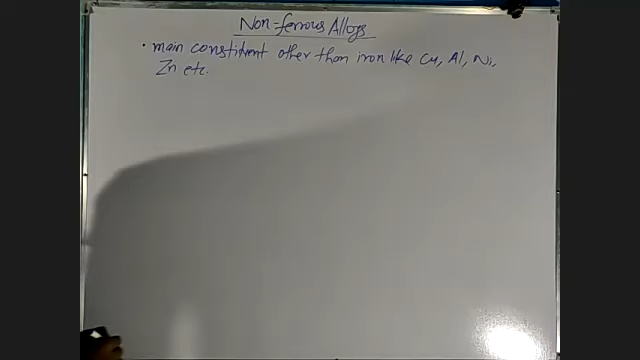 Non-ferrous Alloys
• main constituent other than iron like Cu, Al, Ni,
Zn etc.